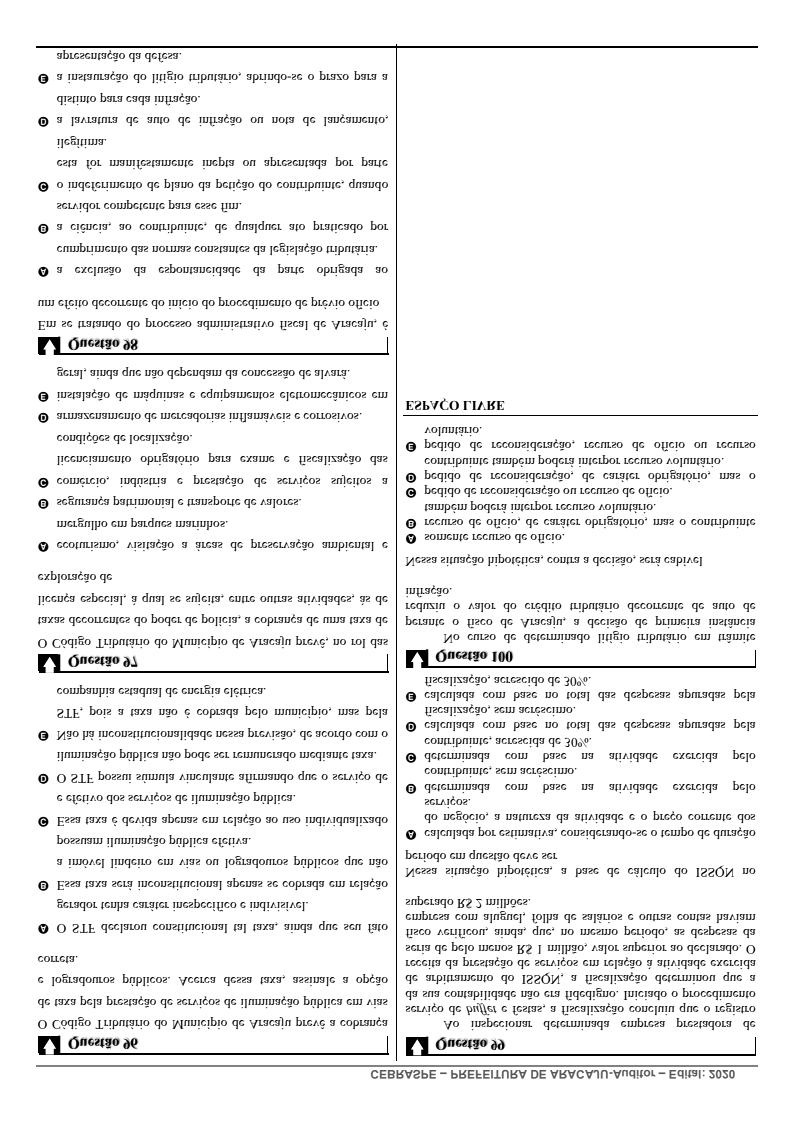 CEBRASPE – PREFEITURA DE ARACAJU-Auditor – Edital: 2020
Questão 96
O Código Tributário do Município de Aracaju prevê a cobrança
de taxa pela prestação de serviços de iluminação pública em vias
e logradouros públicos. Acerca dessa taxa, assinale a opção
correta.
A O STF declarou constitucional tal taxa, ainda que seu fato
gerador tenha caráter inespecífico e indivisível.
B Essa taxa será inconstitucional apenas se cobrada em relação
a imóvel lindeiro em vias ou logradouros públicos que não
possuam iluminação pública efetiva.
C Essa taxa é devida apenas em relação ao uso individualizado
e efetivo dos serviços de iluminação pública.
D O STF possui súmula vinculante afirmando que o serviço de
iluminação pública não pode ser remunerado mediante taxa.
E Não há inconstitucionalidade nessa previsão, de acordo com o
STF, pois a taxa não é cobrada pelo município, mas pela
companhia estadual de energia elétrica.
Questão 97
O Código Tributário do Município de Aracaju prevê, no rol das
taxas decorrentes do poder de polícia, a cobrança de uma taxa de
licença especial, à qual se sujeita, entre outras atividades, às de
exploração de
A ecoturismo, visitação a áreas de preservação ambiental e
mergulho em parques marinhos.
B segurança patrimonial e transporte de valores.
C comércio, indústria e prestação de serviços sujeitos a
licenciamento obrigatório para exame e fiscalização das
condições de localização.
D armazenamento de mercadorias inflamáveis e corrosivos.
E instalação de máquinas e equipamentos eletromecânicos em
geral, ainda que não dependam da concessão de alvará.
Questão 98
Em se tratando do processo administrativo fiscal de Aracaju, é
um efeito decorrente do início do procedimento de prévio ofício
A a exclusão da espontaneidade da parte obrigada ao
cumprimento das normas constantes da legislação tributária.
B a ciência, ao contribuinte, de qualquer ato praticado por
servidor competente para esse fim.
C o indeferimento de plano da petição do contribuinte, quando
esta for manifestamente inepta ou apresentada por parte
ilegítima.
D a lavratura de auto de infração ou nota de lançamento,
distinto para cada infração.
E a instauração do litígio tributário, abrindo-se o prazo para a
apresentação da defesa.
Questão 99
Ao inspecionar determinada empresa prestadora de
serviço de buffet e festas, a fiscalização concluiu que o registro
da sua contabilidade não era fidedigno. Iniciado o procedimento
de arbitramento do ISSQN, a fiscalização determinou que a
receita da prestação de serviços em relação à atividade exercida
seria de pelo menos R$ 1 milhão, valor superior ao declarado. O
fisco verificou, ainda, que, no mesmo período, as despesas da
empresa com aluguel, folha de salários e outras contas haviam
superado R$ 2 milhões.
Nessa situação hipotética, a base de cálculo do ISSQN no
período em questão deve ser
A calculada por estimativa, considerando-se o tempo de duração
do negócio, a natureza da atividade e o preço corrente dos
serviços.
B determinada com base na atividade exercida pelo
contribuinte, sem acréscimo.
C determinada com base na atividade exercida pelo
contribuinte, acrescida de 30%.
D calculada com base no total das despesas apuradas pela
fiscalização, sem acréscimo.
E calculada com base no total das despesas apuradas pela
fiscalização, acrescido de 30%.
Questão 100
No curso de determinado litígio tributário em trâmite
perante o fisco de Aracaju, a decisão de primeira instância
reduziu o valor do crédito tributário decorrente de auto de
infração.
Nessa situação hipotética, contra a decisão, será cabível
A somente recurso de ofício.
B recurso de ofício, de caráter obrigatório, mas o contribuinte
também poderá interpor recurso voluntário.
C pedido de reconsideração ou recurso de ofício.
D pedido de reconsideração, de caráter obrigatório, mas o
contribuinte também poderá interpor recurso voluntário.
E pedido de reconsideração, recurso de ofício ou recurso
voluntário.
ESPAÇO LIVRE